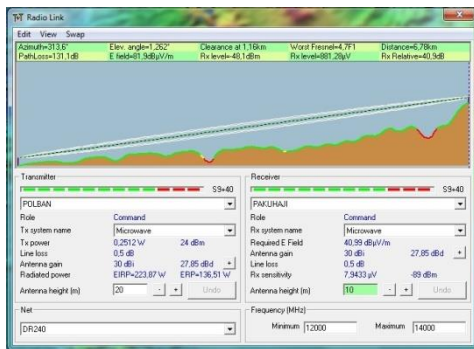 Radio Link
Edit View Swap
Azimuth=313,6° Elev. angle=1,262° Clearance at 1,16km Worst Fresnel=4,7F1 Distance=6,78km
PathLoss=131,1dB E field=81,9dBµV/m Rx level=-48,1dBm Rx level=881,28µV Rx Relative=40,9dB
Transmitter
S9+40
POLBAN
Role Command
Tx system name Microwave
Tx power 0,2512 W 24 dBm
Line loss 0,5 dB
Antenna gain 30 dBi 27,85 dBd +
Radiated power EIRP=223,87 W ERP=136,51 W
Antenna height (m) 20 - + Undo
Net
DR240
Receiver
S9+40
PAKUHAJI
Role Command
Rx system name Microwave
Required E Field 40,99 dBµV/m
Antenna gain 30 dBi 27,85 dBd +
Line loss 0,5 dB
Rx sensitivity 7,9433 µV -89 dBm
Antenna height (m) 10 - + Undo
Frequency (MHz)
Minimum 12000 Maximum 14000